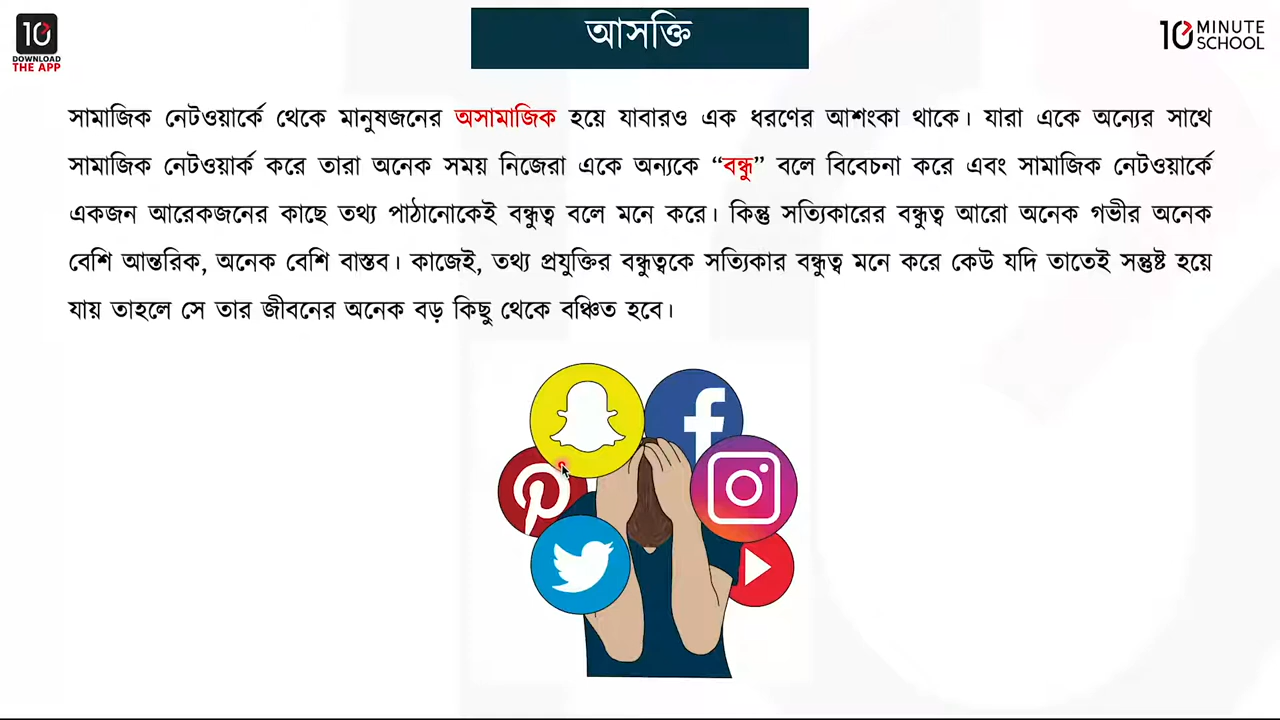 10
DOWNLOAD
THE APP
আসক্তি
10 MINUTE
SCHOOL
সামাজিক নেটওয়ার্কে থেকে মানুষজনের অসামাজিক হয়ে যাবারও এক ধরণের আশংকা থাকে। যারা একে অন্যের সাথে
সামাজিক নেটওয়ার্ক করে তারা অনেক সময় নিজেরা একে অন্যকে “বন্ধু” বলে বিবেচনা করে এবং সামাজিক নেটওয়ার্কে
একজন আরেকজনের কাছে তথ্য পাঠানোকেই বন্ধুত্ব বলে মনে করে। কিন্তু সত্যিকারের বন্ধুত্ব আরো অনেক গভীর অনেক
বেশি আন্তরিক, অনেক বেশি বাস্তব। কাজেই, তথ্য প্রযুক্তির বন্ধুত্বকে সত্যিকার বন্ধুত্ব মনে করে কেউ যদি তাতেই সন্তুষ্ট হয়ে
যায় তাহলে সে তার জীবনের অনেক বড় কিছু থেকে বঞ্চিত হবে।